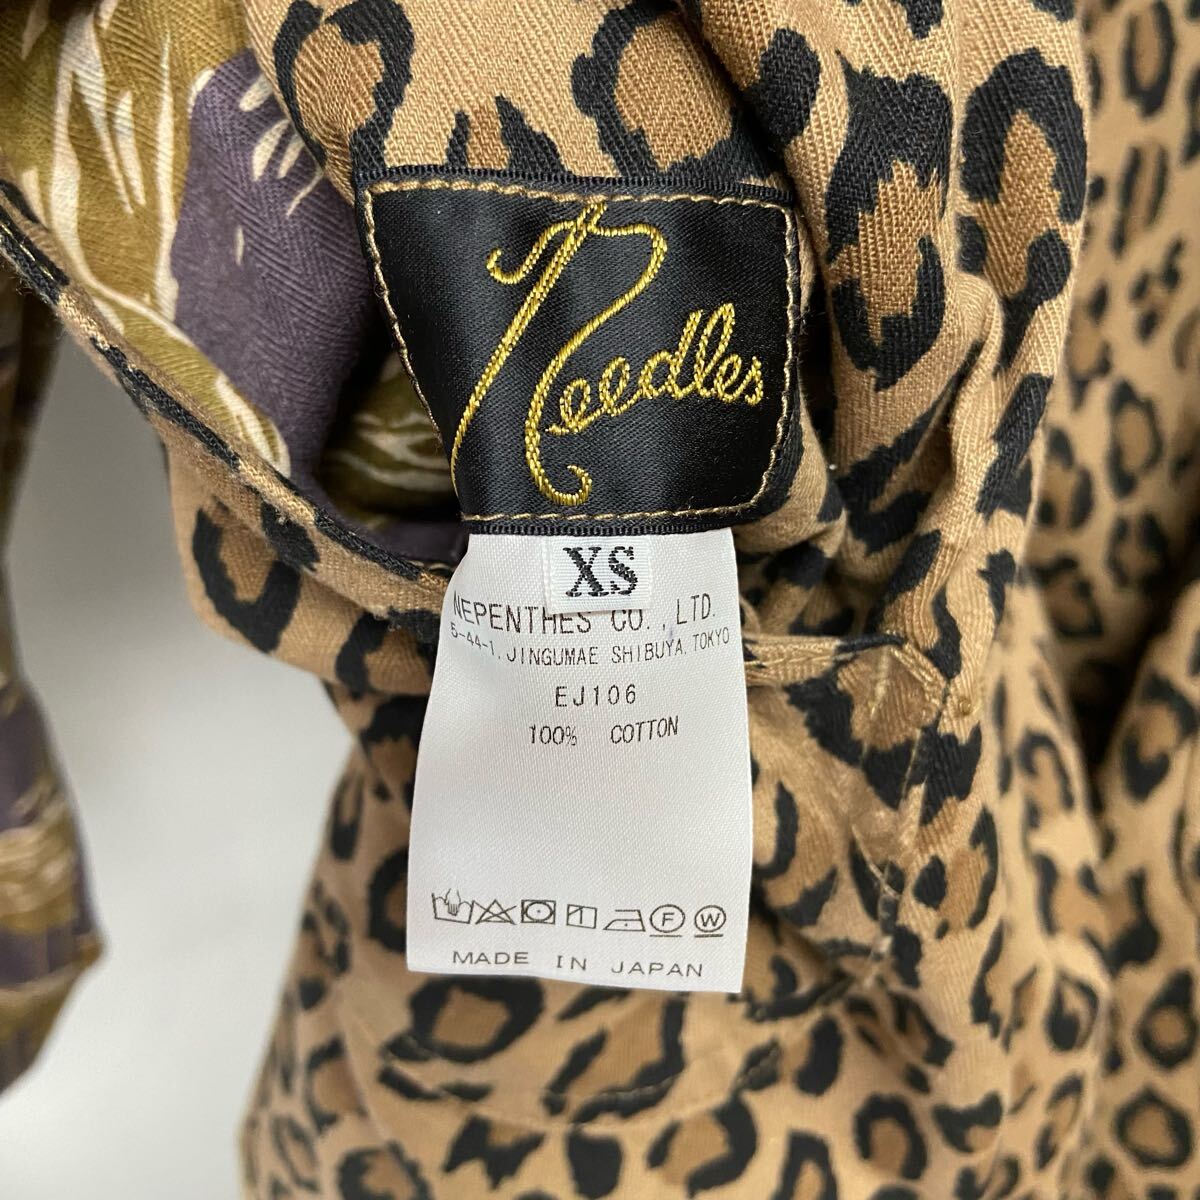 Needles
XS
NEPENTHES CO., LTD.
5-44-1, JINGUMAE SHIBUYA, TOKYO
EJ106
100% COTTON
F W
MADE IN JAPAN